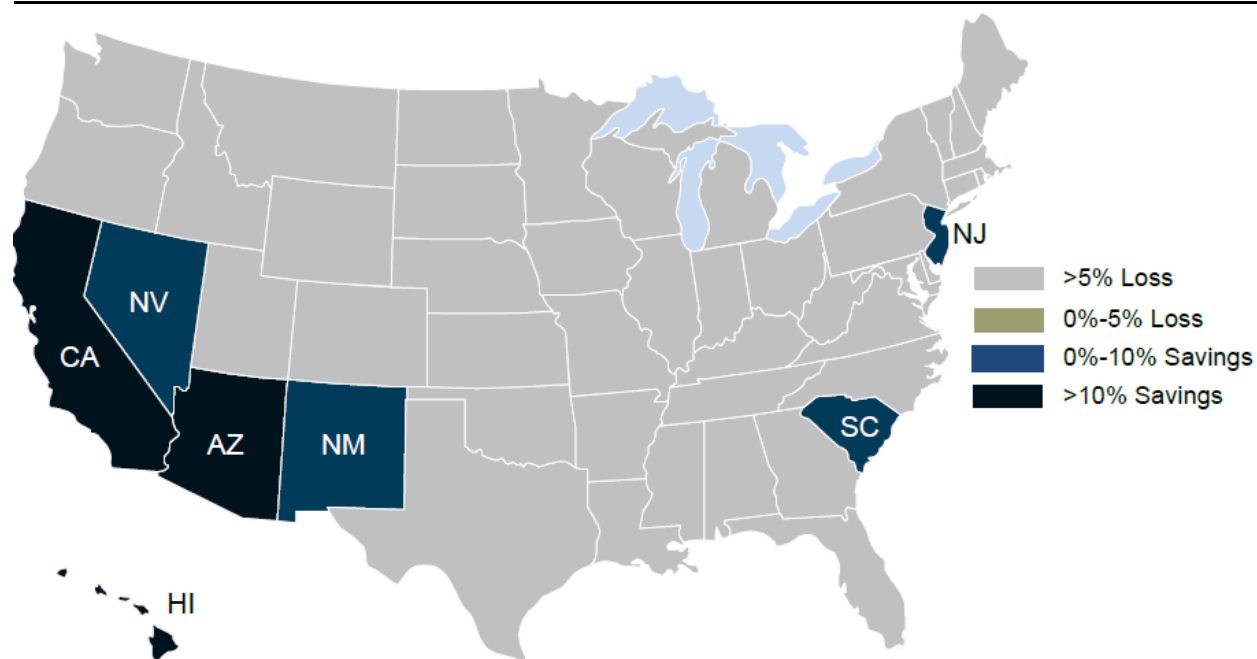 NJ
>5% Loss
NV
0%-5% Loss
CA
0%-10% Savings
>10% Savings
SC
AZ
NM
HI